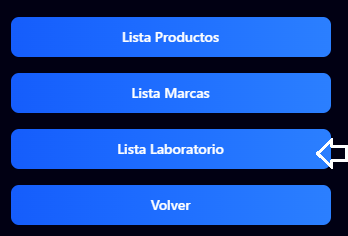 Lista Productos
Lista Marcas
Lista Laboratorio
Volver